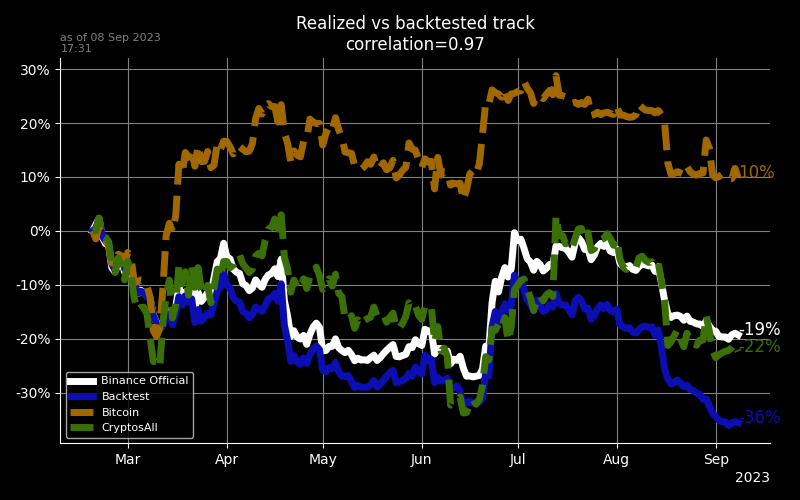 Realized vs backtested track
correlation=0.97
as of 08 Sep 2023
17:31
30%
20%
10%
0%
-10%
-20%
-30%
10%
-19%
-22%
-36%
Binance Official
Backtest
Bitcoin
CryptosAll
Mar
Apr
May
Jun
Jul
Aug
Sep
2023